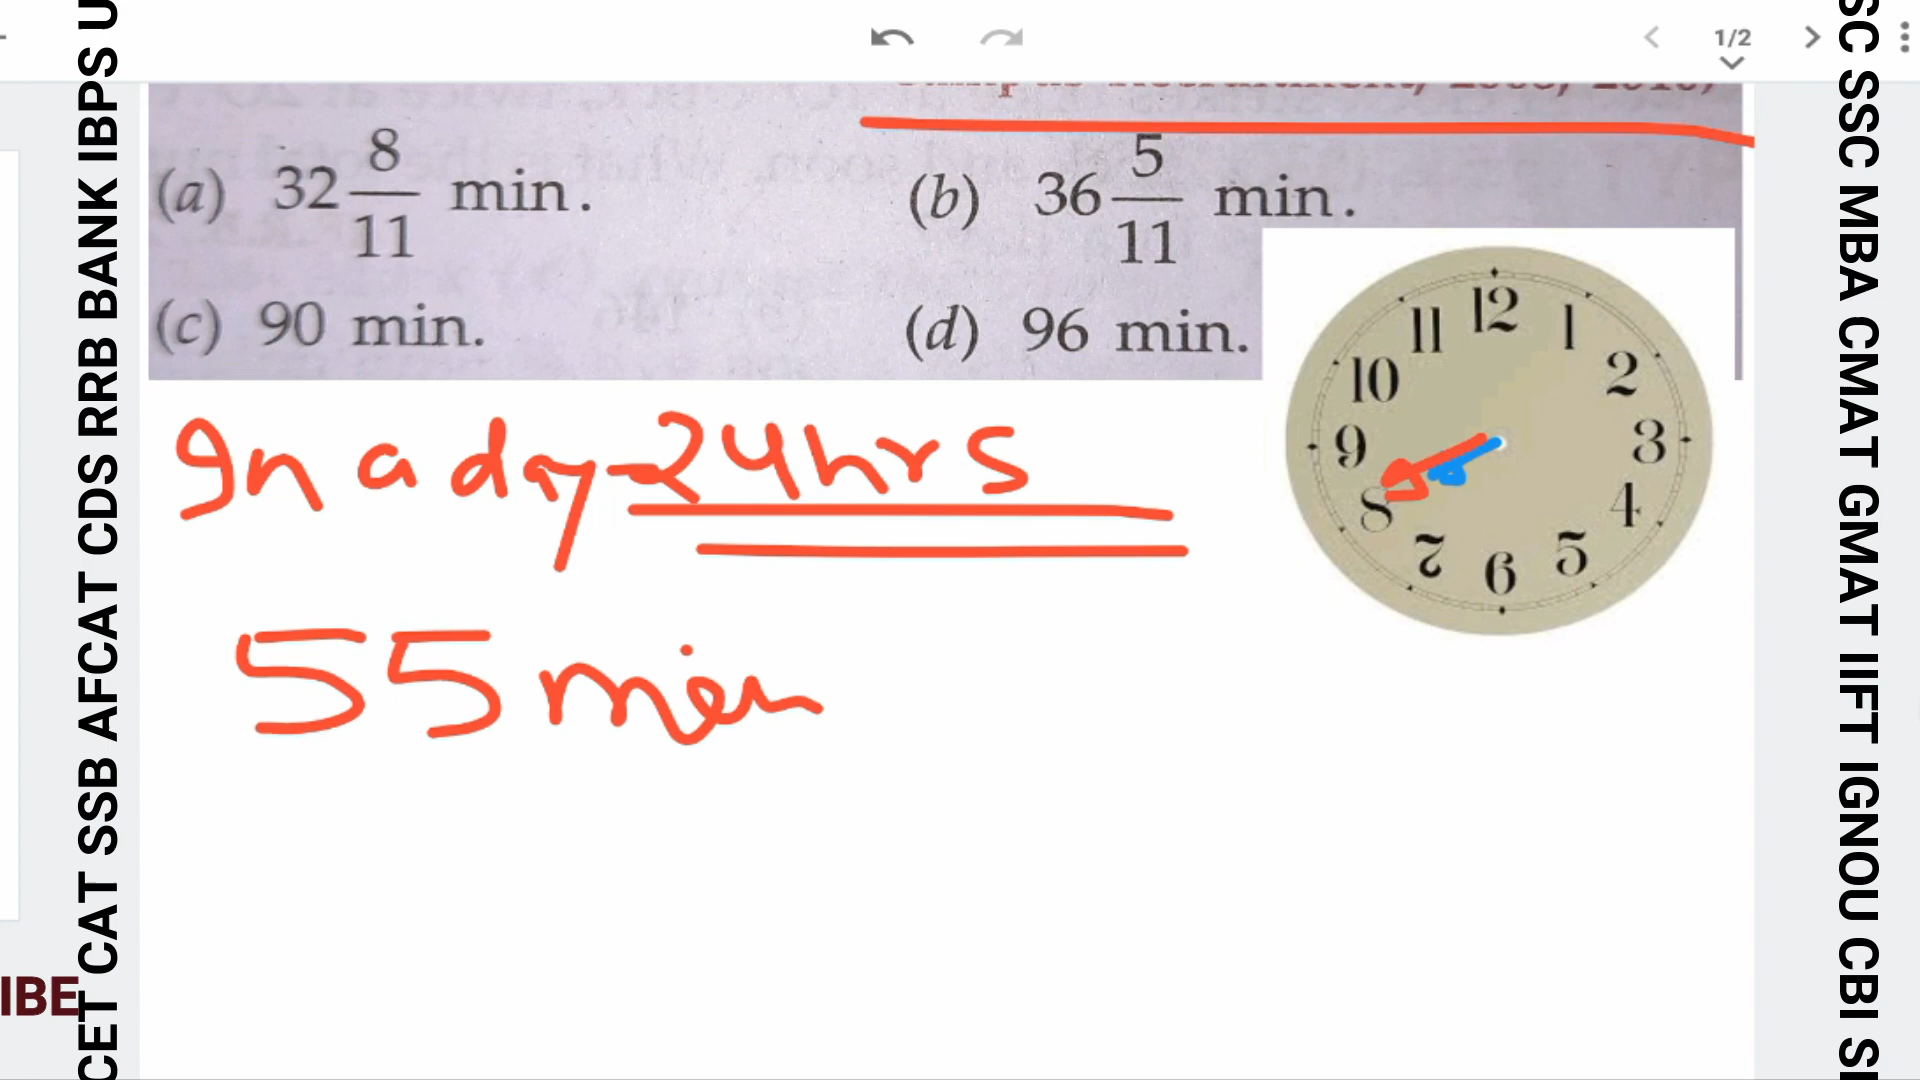 1/2
(a) 32 8/11 min.
(b) 36 5/11 min.
(c) 90 min.
(d) 96 min.
In a day - 24 hrs
55 min
12
1
2
3
4
5
6
7
8
9
10
11
CET CAT SSB AFCAT CDS RRB BANK IBPS U
SC SSC MBA CMAT GMAT IIFT IGNOU CBI
IBE